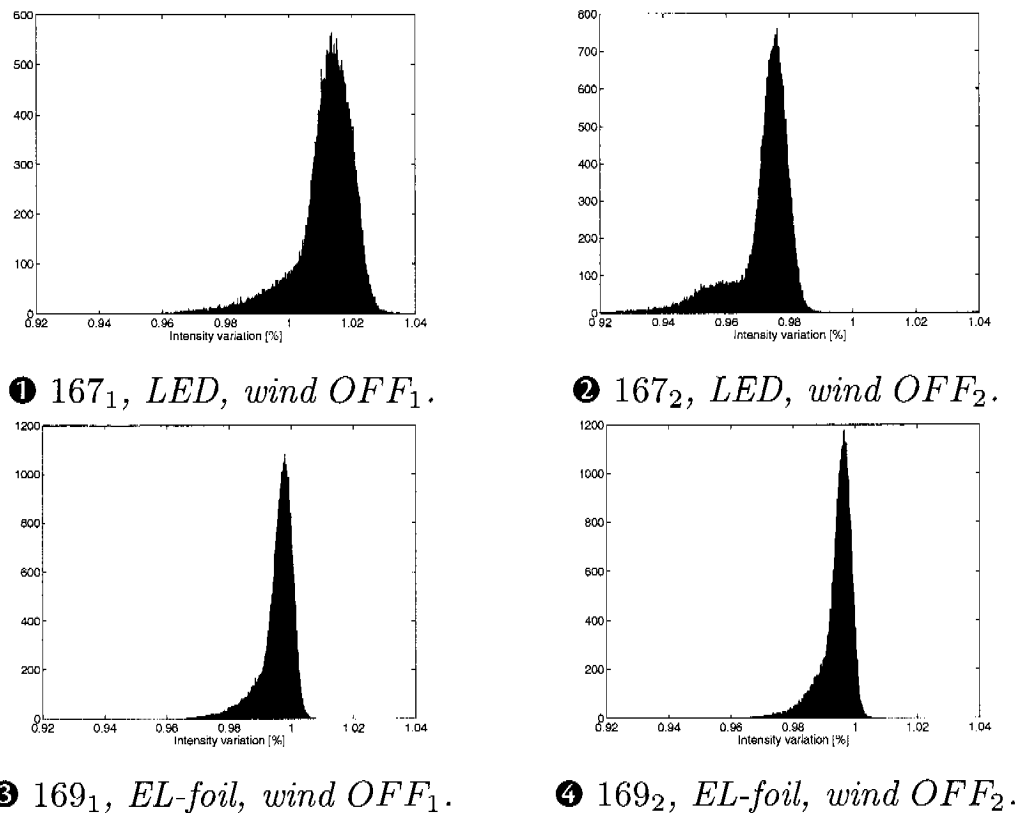 600
500
400
300
200
100
0
0.92 0.94 0.96 0.98 1 1.02 1.04
Intensity variation [%]
❶ 167₁, LED, wind OFF₁.
800
700
600
500
400
300
200
100
0
0.92 0.94 0.96 0.98 1 1.02 1.04
Intensity variation [%]
❷ 167₂, LED, wind OFF₂.
1200
1000
800
600
400
200
0
0.92 0.94 0.96 0.98 1 1.02 1.04
Intensity variation [%]
❸ 169₁, EL-foil, wind OFF₁.
1200
1000
800
600
400
200
0
0.92 0.94 0.96 0.98 1 1.02 1.04
Intensity variation [%]
❹ 169₂, EL-foil, wind OFF₂.